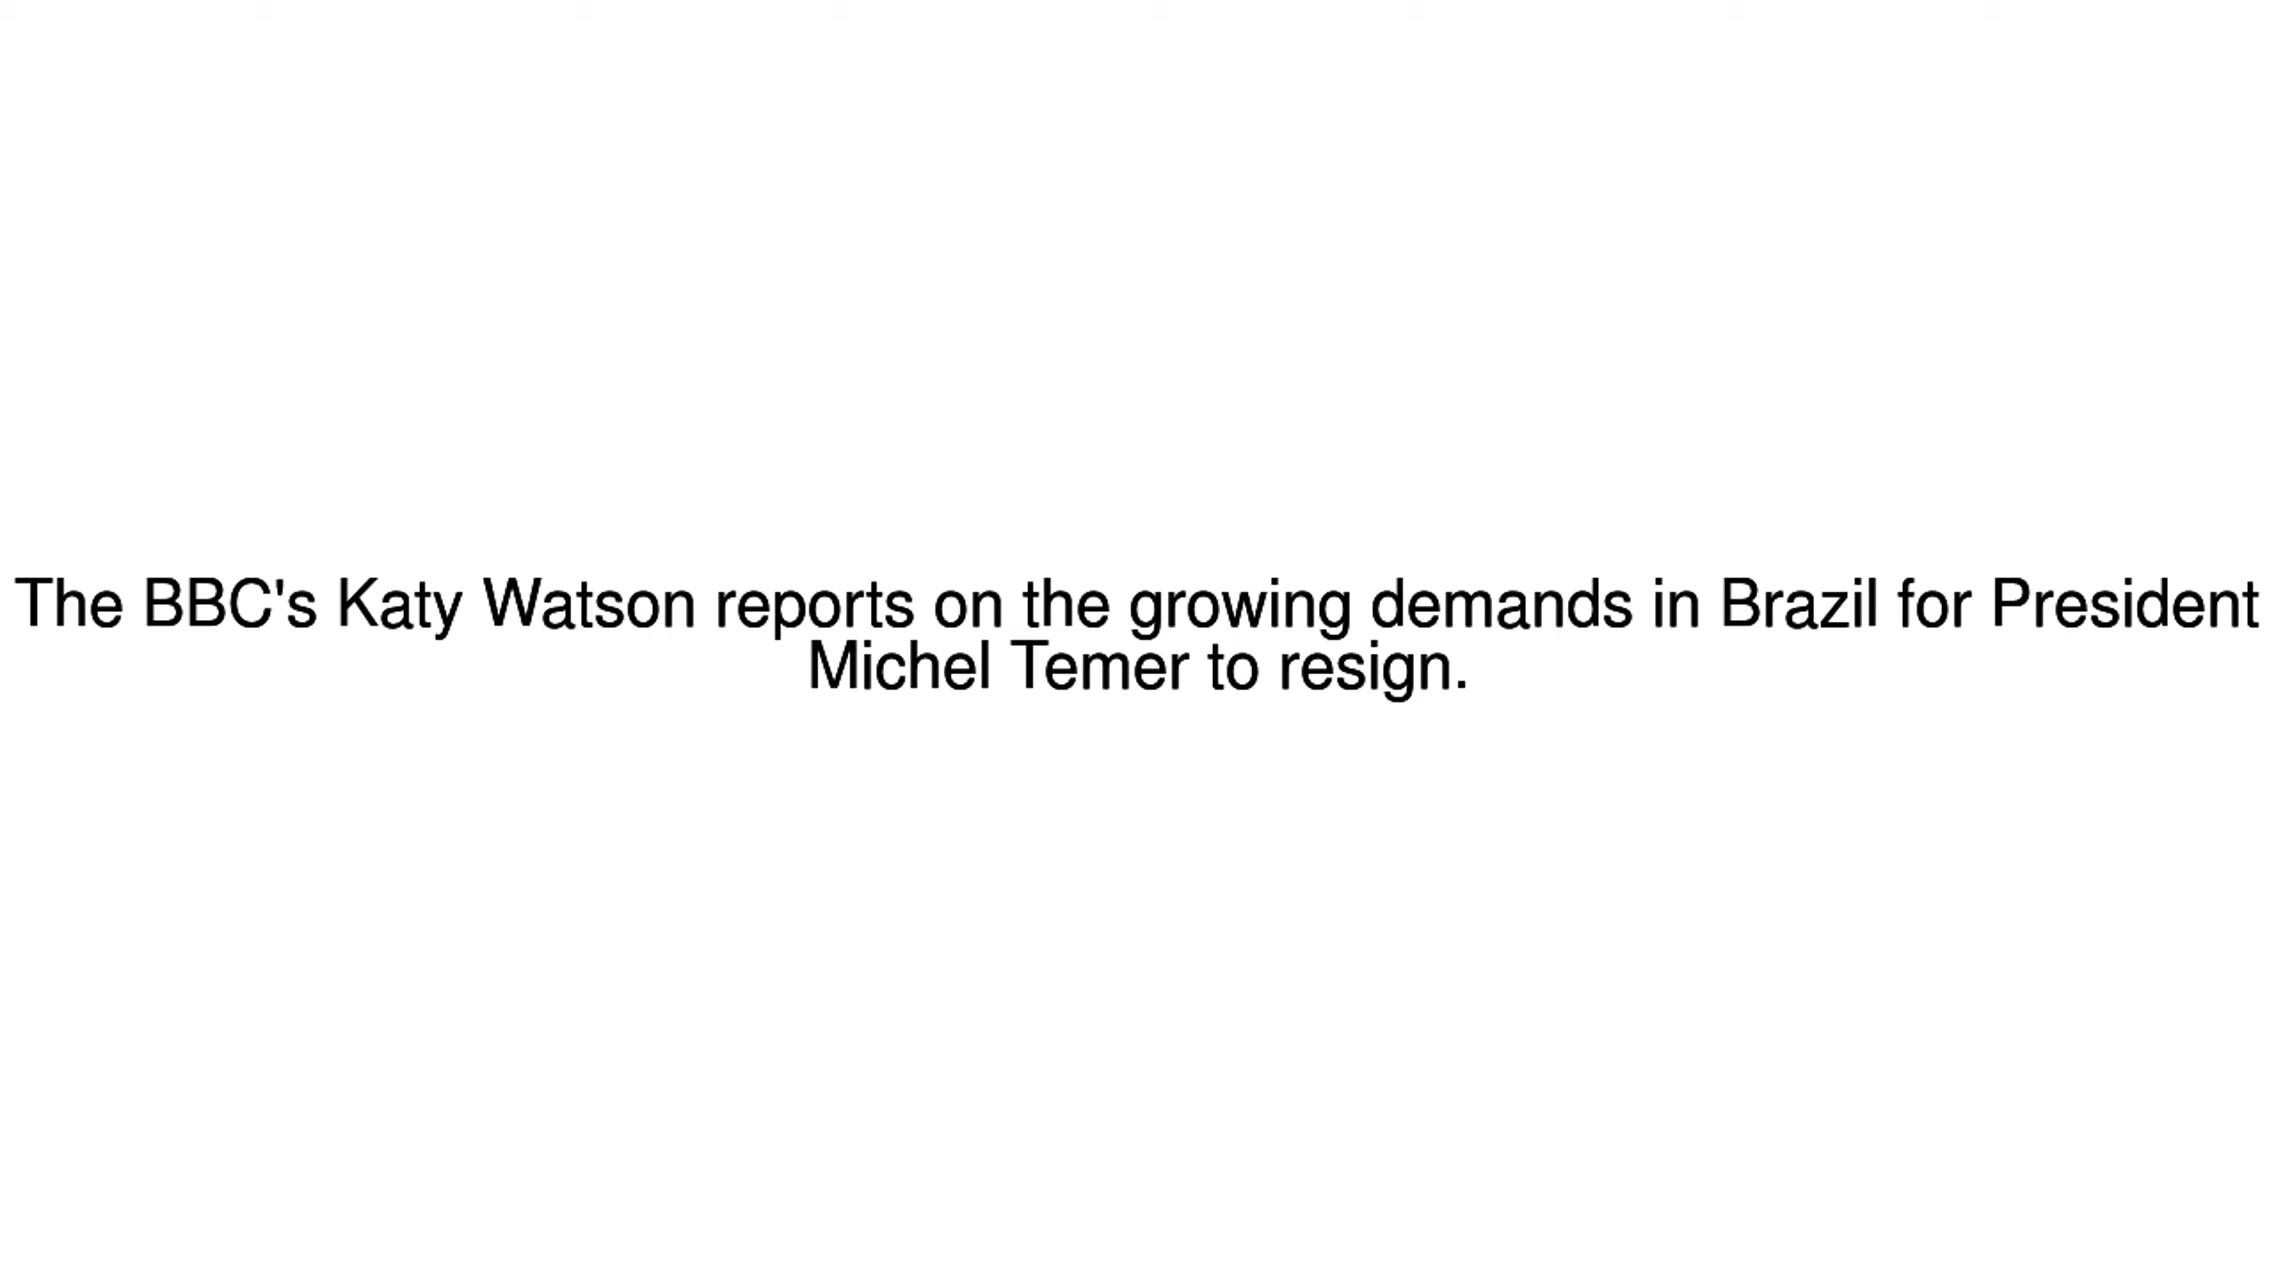 The BBC's Katy Watson reports on the growing demands in Brazil for President
Michel Temer to resign.